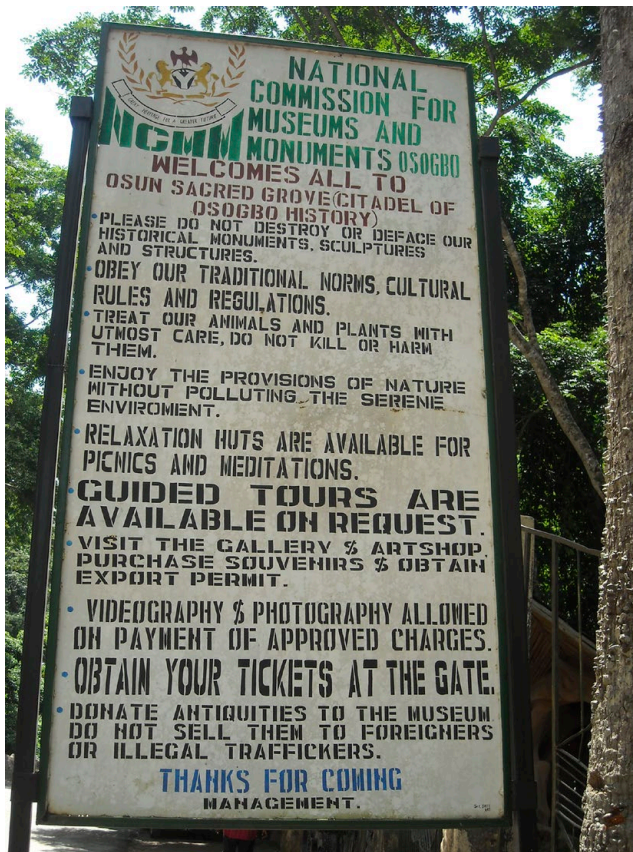 NATIONAL
COMMISSION FOR
MUSEUMS AND
MONUMENTS OSOGBO
NCMM
WELCOMES ALL TO
OSUN SACRED GROVE(CITADEL OF
OSOGBO HISTORY)
•PLEASE DO NOT DESTROY OR DEFACE OUR
HISTORICAL MONUMENTS, SCULPTURES
AND STRUCTURES.
•OBEY OUR TRADITIONAL NORMS, CULTURAL
RULES AND REGULATIONS.
•TREAT OUR ANIMALS AND PLANTS WITH
UTMOST CARE, DO NOT KILL OR HARM
THEM.
•ENJOY THE PROVISIONS OF NATURE
WITHOUT POLLUTING THE SERENE
ENVIROMENT.
•RELAXATION HUTS ARE AVAILABLE FOR
PICNICS AND MEDITATIONS.
•GUIDED TOURS ARE
AVAILABLE ON REQUEST.
•VISIT THE GALLERY $ ARTSHOP,
PURCHASE SOUVENIRS $ OBTAIN
EXPORT PERMIT.
• VIDEOGRAPHY $ PHOTOGRAPHY ALLOWED
ON PAYMENT OF APPROVED CHARGES.
•OBTAIN YOUR TICKETS AT THE GATE.
•DONATE ANTIQUITIES TO THE MUSEUM
DO NOT SELL THEM TO FOREIGNERS
OR ILLEGAL TRAFFICKERS.
THANKS FOR COMING
MANAGEMENT.